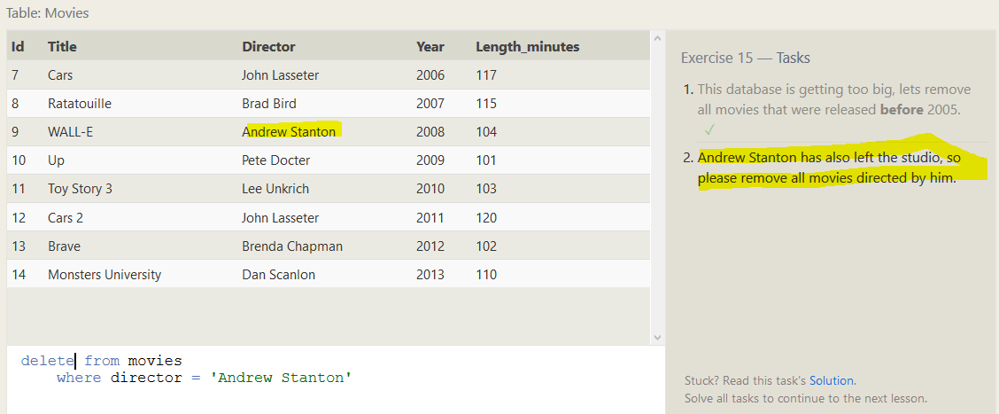 Table: Movies
Id Title Director Year Length_minutes
7 Cars John Lasseter 2006 117
8 Ratatouille Brad Bird 2007 115
9 WALL-E Andrew Stanton 2008 104
10 Up Pete Docter 2009 101
11 Toy Story 3 Lee Unkrich 2010 103
12 Cars 2 John Lasseter 2011 120
13 Brave Brenda Chapman 2012 102
14 Monsters University Dan Scanlon 2013 110
delete from movies
where director = 'Andrew Stanton'
Exercise 15 — Tasks
1. This database is getting too big, lets remove
all movies that were released before 2005.
✓
2. Andrew Stanton has also left the studio, so
please remove all movies directed by him.
Stuck? Read this task's Solution.
Solve all tasks to continue to the next lesson.